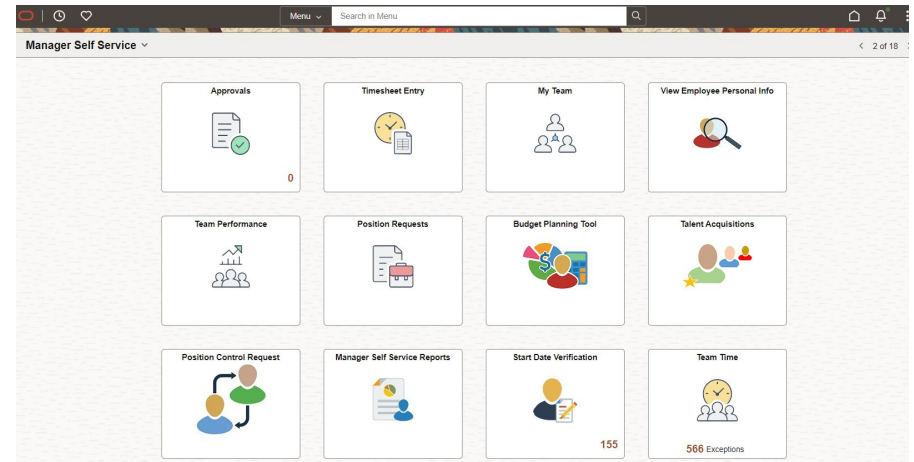 Menu
Search in Menu
Manager Self Service
2 of 18
Approvals
0
Timesheet Entry
My Team
View Employee Personal Info
Team Performance
Position Requests
Budget Planning Tool
$
Talent Acquisitions
Position Control Request
Manager Self Service Reports
Start Date Verification
155
Team Time
566 Exceptions